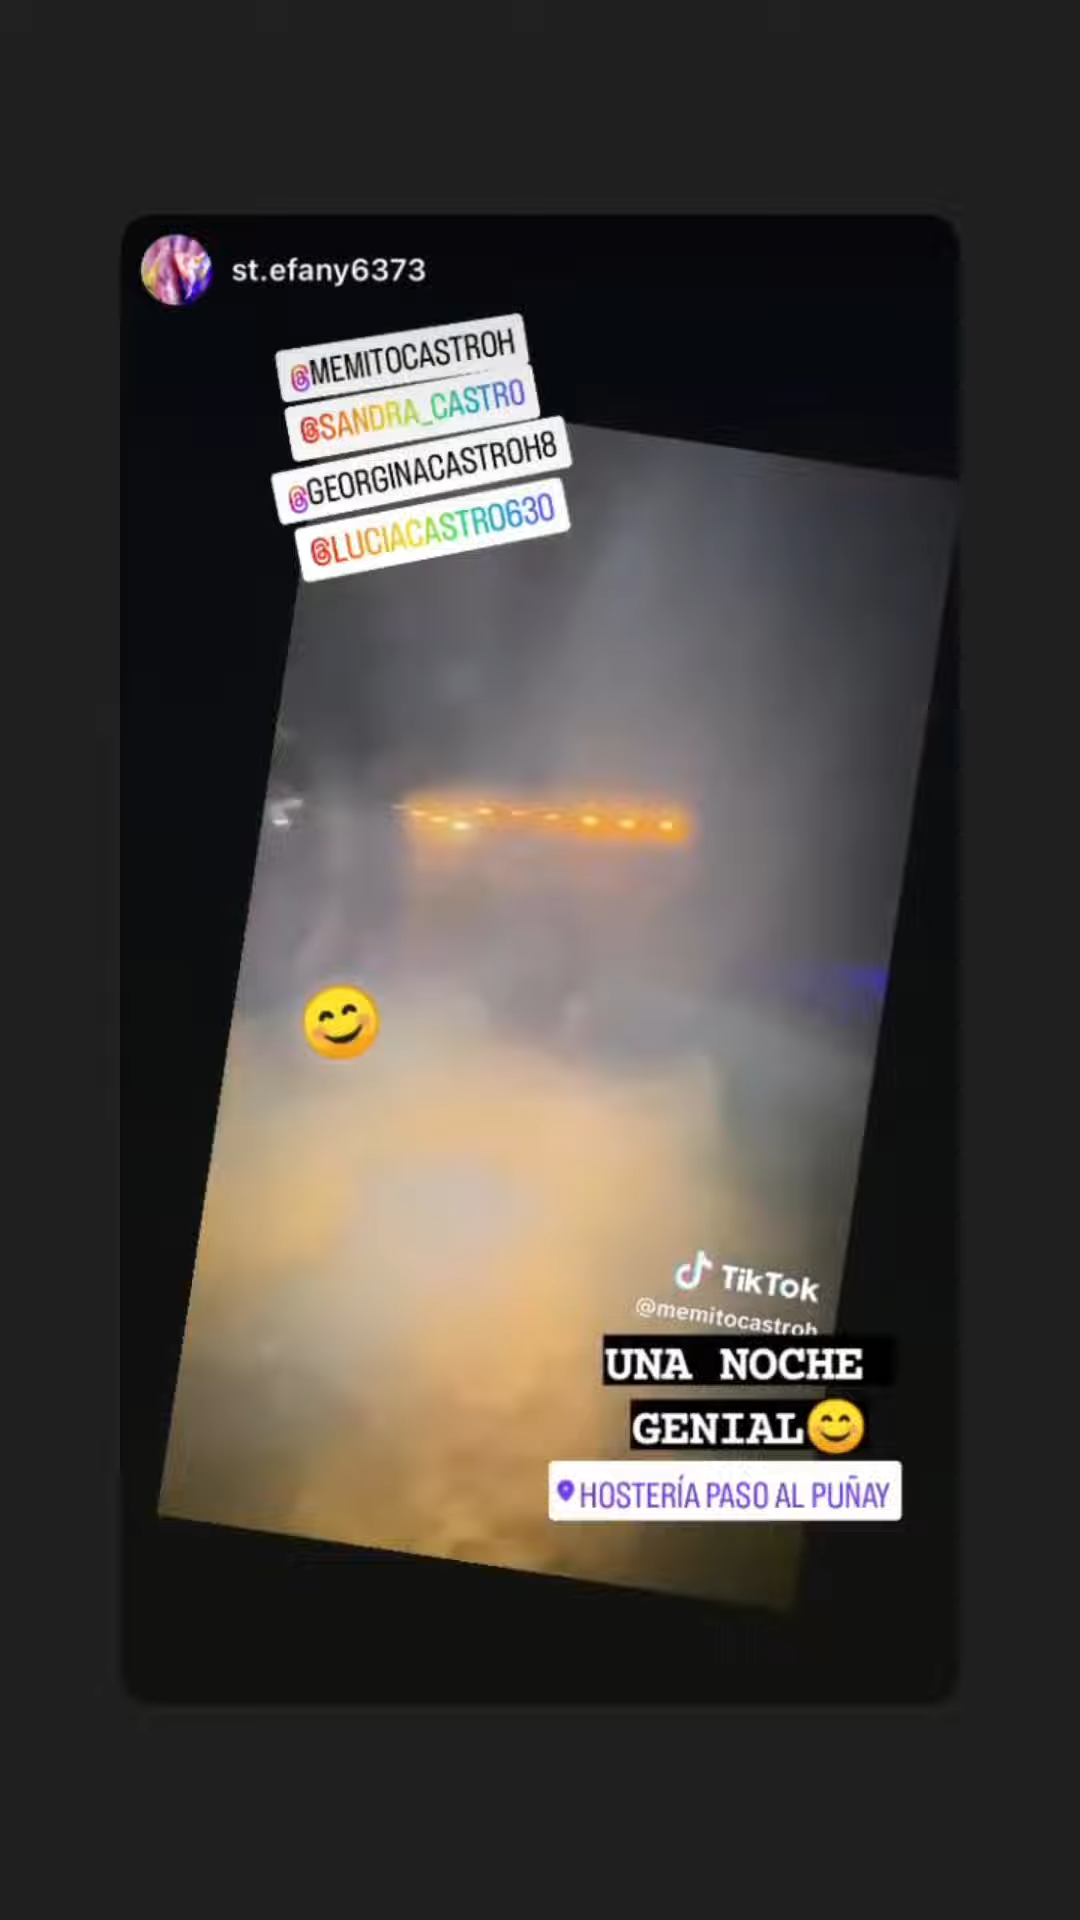 st.efany6373
@MEMITOCASTROH
@SANDRA_CASTRO
@GEORGINACASTROH8
@LUCIACASTRO630
TikTok
@memitocastroh
UNA NOCHE
GENIAL😊
HOSTERÍA PASO AL PUÑAY